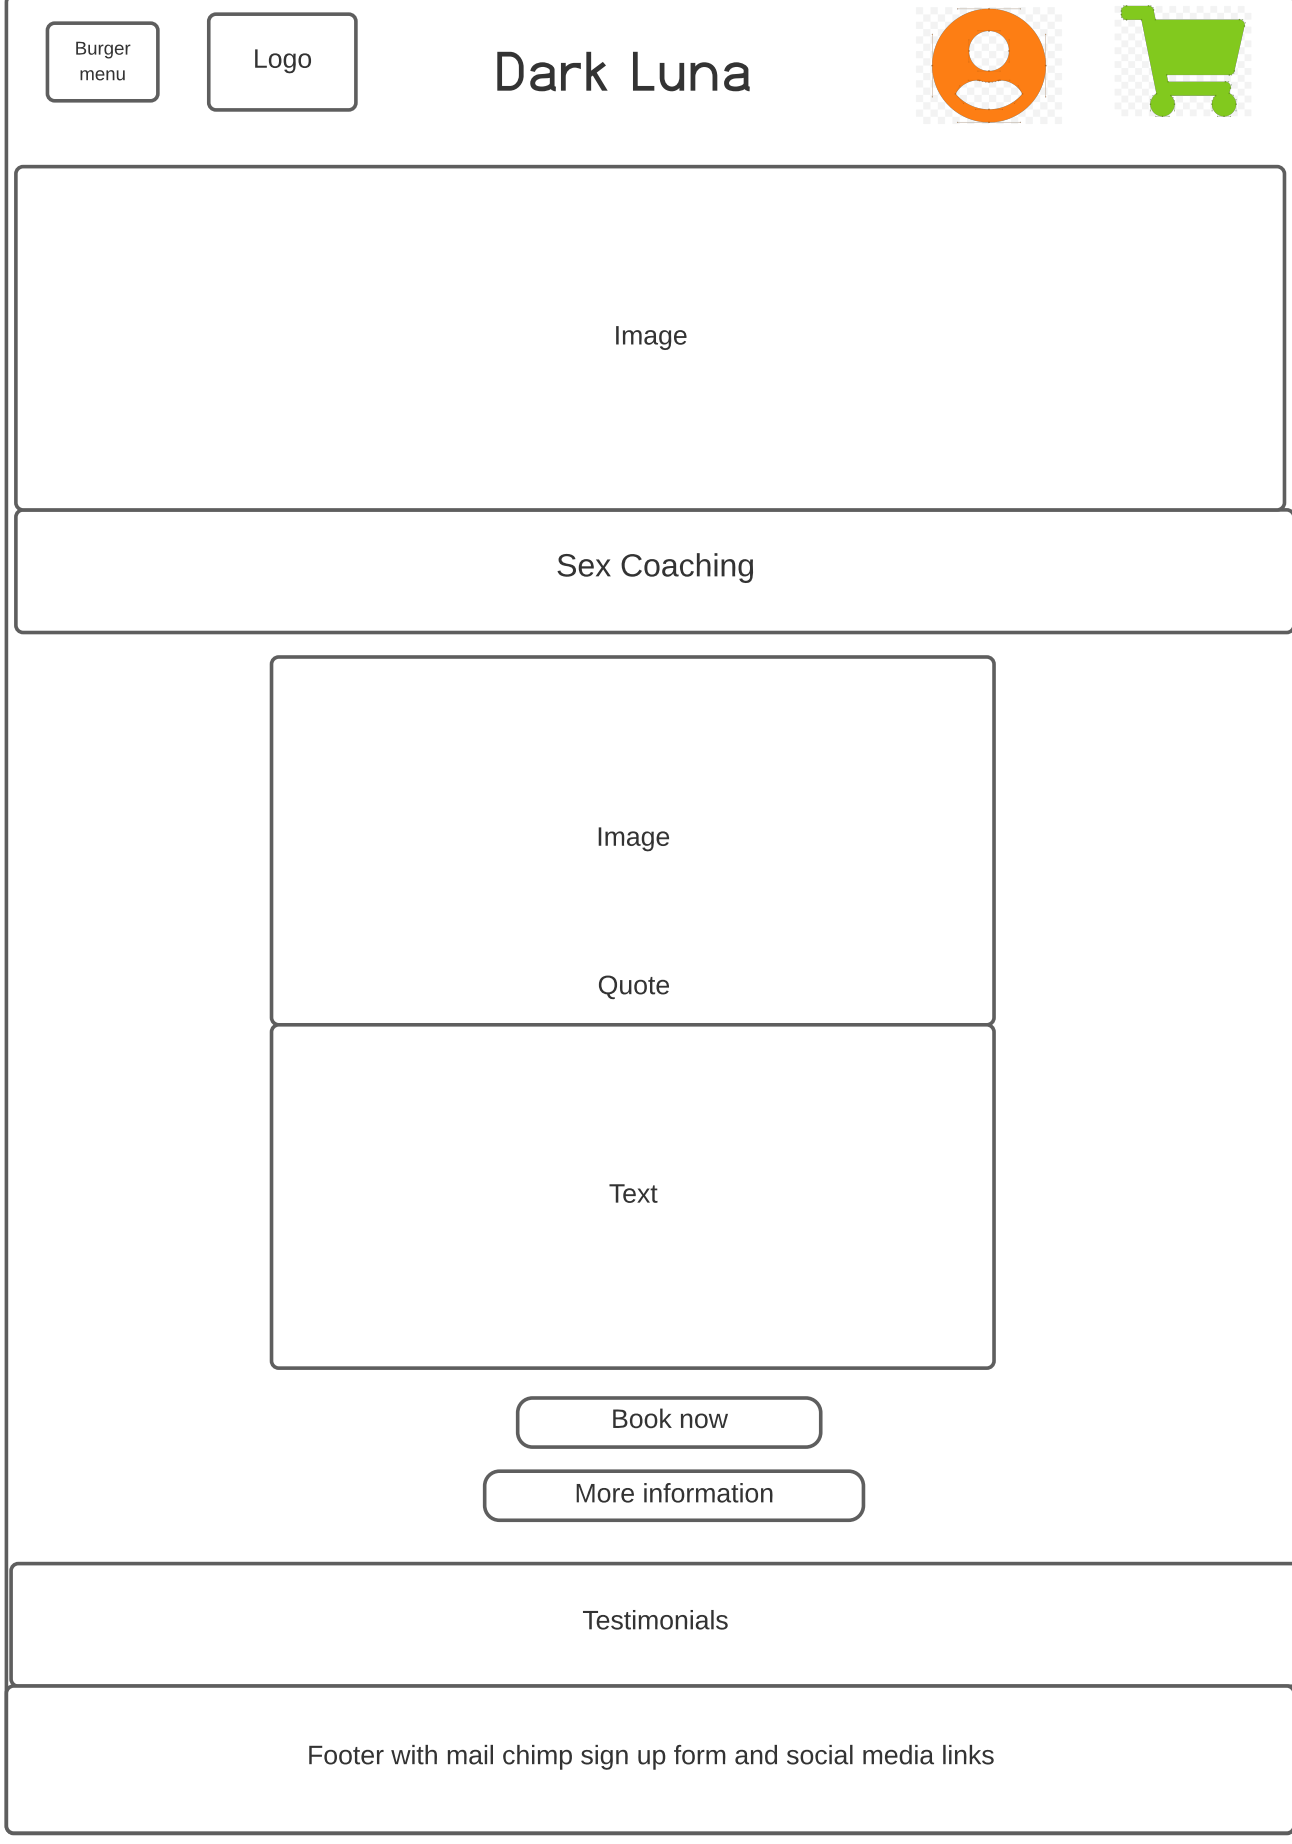 Burger
menu
Logo
Dark Luna
Image
Sex Coaching
Image
Quote
Text
Book now
More information
Testimonials
Footer with mail chimp sign up form and social media links